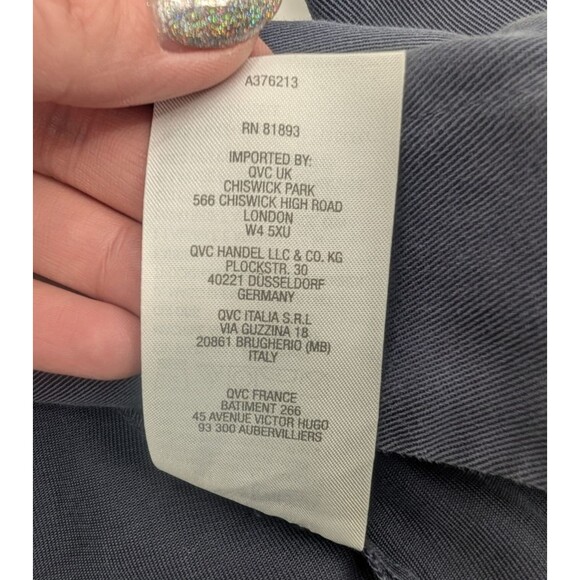 A376213
RN 81893
IMPORTED BY:
QVC UK
CHISWICK PARK
566 CHISWICK HIGH ROAD
LONDON
W4 5XU
QVC HANDEL LLC & CO. KG
PLOCKSTR. 30
40221 DÜSSELDORF
GERMANY
QVC ITALIA S.R.L
VIA GUZZINA 18
20861 BRUGHERIO (MB)
ITALY
QVC FRANCE
BATIMENT 266
45 AVENUE VICTOR HUGO
93 300 AUBERVILLIERS